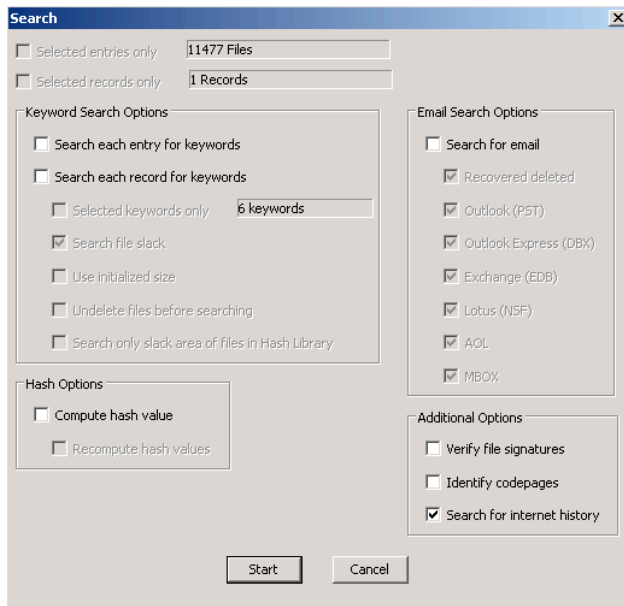 Search
Selected entries only 11477 Files
Selected records only 1 Records
Keyword Search Options
Search each entry for keywords
Search each record for keywords
Selected keywords only 6 keywords
Search file slack
Use initialized size
Undelete files before searching
Search only slack area of files in Hash Library
Hash Options
Compute hash value
Recompute hash values
Email Search Options
Search for email
Recovered deleted
Outlook (PST)
Outlook Express (DBX)
Exchange (EDB)
Lotus (NSF)
AOL
MBOX
Additional Options
Verify file signatures
Identify codepages
Search for internet history
Start Cancel